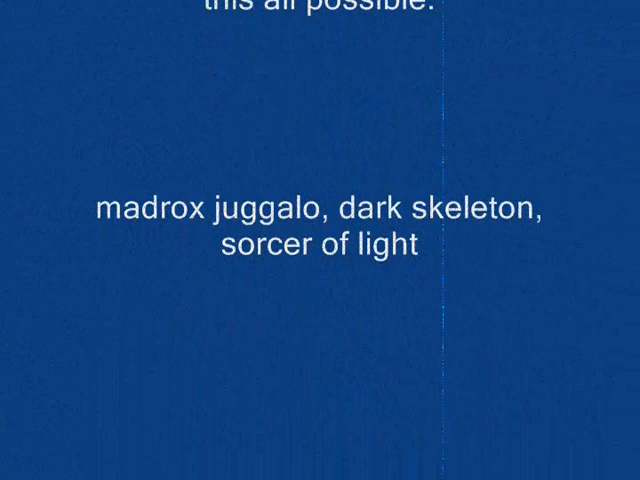 this all possible.
madrox juggalo, dark skeleton,
sorcer of light